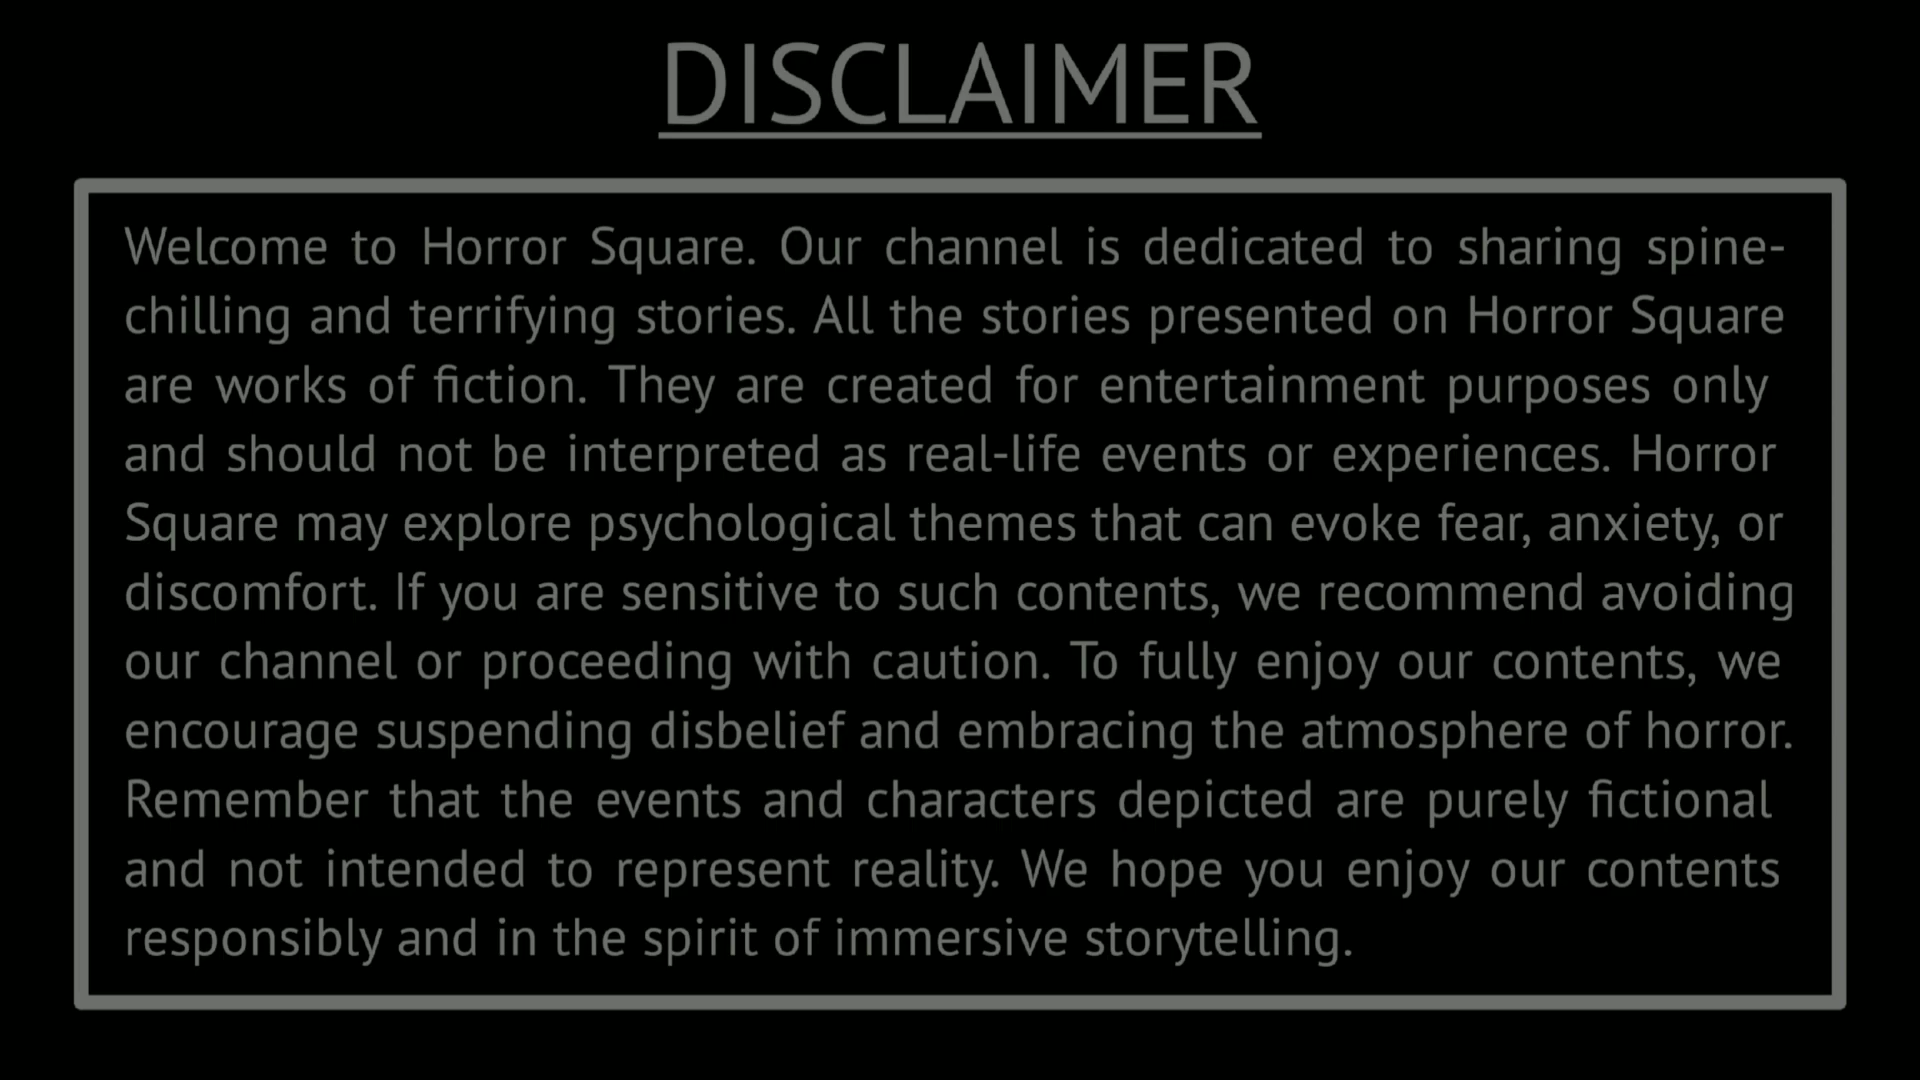 DISCLAIMER
Welcome to Horror Square. Our channel is dedicated to sharing spine-
chilling and terrifying stories. All the stories presented on Horror Square
are works of fiction. They are created for entertainment purposes only
and should not be interpreted as real-life events or experiences. Horror
Square may explore psychological themes that can evoke fear, anxiety, or
discomfort. If you are sensitive to such contents, we recommend avoiding
our channel or proceeding with caution. To fully enjoy our contents, we
encourage suspending disbelief and embracing the atmosphere of horror.
Remember that the events and characters depicted are purely fictional
and not intended to represent reality. We hope you enjoy our contents
responsibly and in the spirit of immersive storytelling.